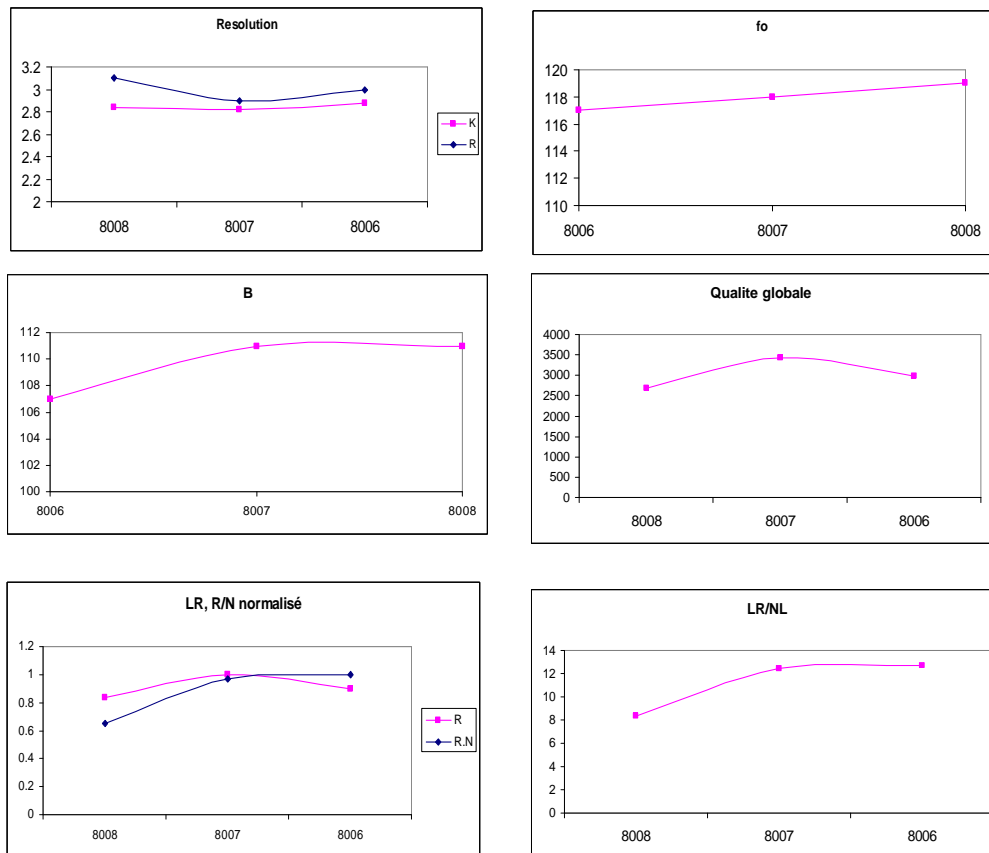 Resolution
3.2
3
2.8
2.6
2.4
2.2
2
8008 8007 8006
K
R
fo
120
118
116
114
112
110
8006 8007 8008
B
112
110
108
106
104
102
100
8006 8007 8008
Qualite globale
4000
3500
3000
2500
2000
1500
1000
500
0
8008 8007 8006
LR, R/N normalisé
1.2
1
0.8
0.6
0.4
0.2
0
8008 8007 8006
R
R.N
LR/NL
14
12
10
8
6
4
2
0
8008 8007 8006